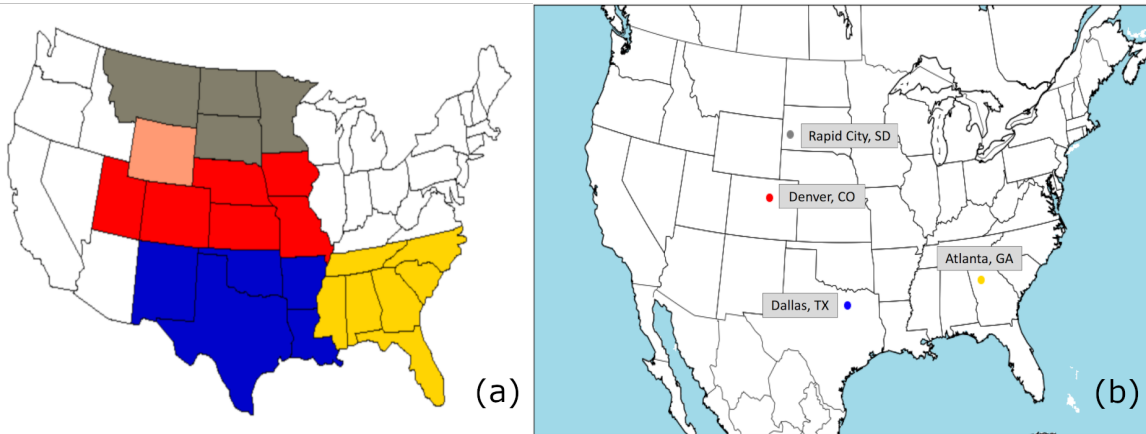 (a)
Rapid City, SD
Denver, CO
Atlanta, GA
Dallas, TX
(b)